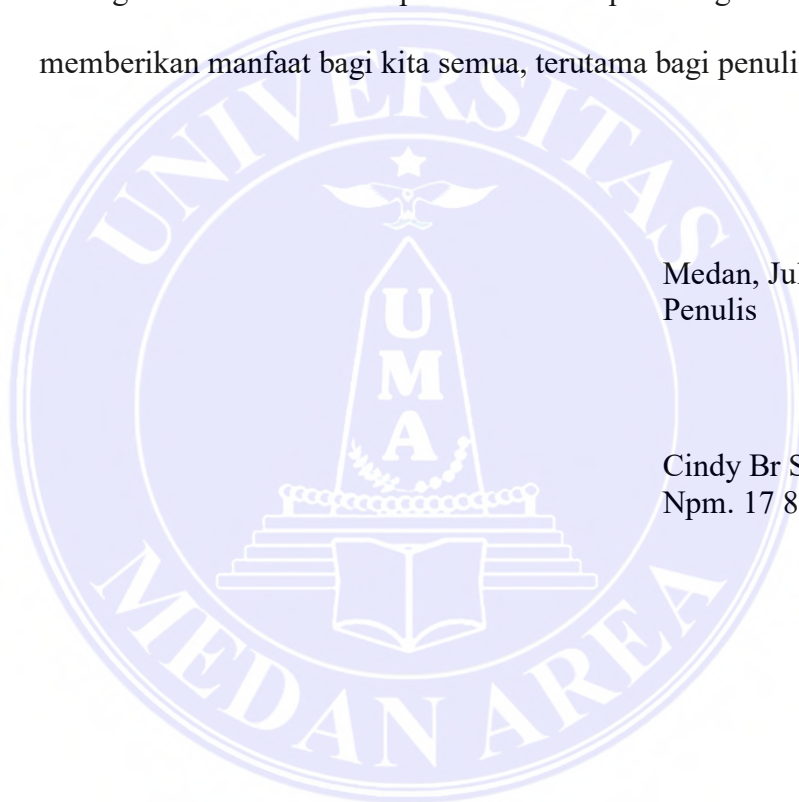 memberikan manfaat bagi kita semua, terutama bagi penuli
UNIVERSITAS
U
M
A
Medan, Jul
Penulis
Cindy Br S
Npm. 17 8
MEDAN AREA